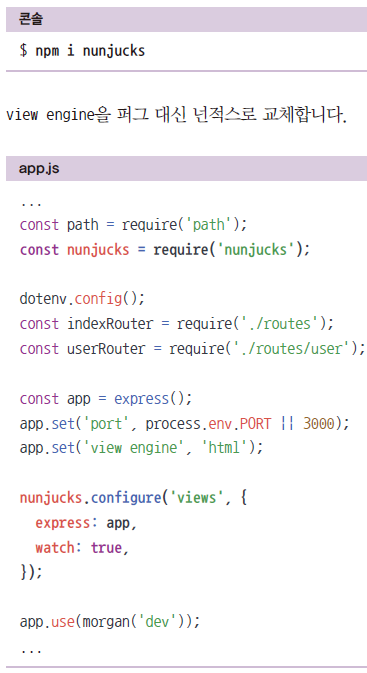 콘솔
$ npm i nunjucks
view engine을 퍼그 대신 넌적스로 교체합니다.
app.js
...
const path = require('path');
const nunjucks = require('nunjucks');
dotenv.config();
const indexRouter = require('./routes');
const userRouter = require('./routes/user');
const app = express();
app.set('port', process.env.PORT || 3000);
app.set('view engine', 'html');
nunjucks.configure('views', {
  express: app,
  watch: true,
});
app.use(morgan('dev'));
...